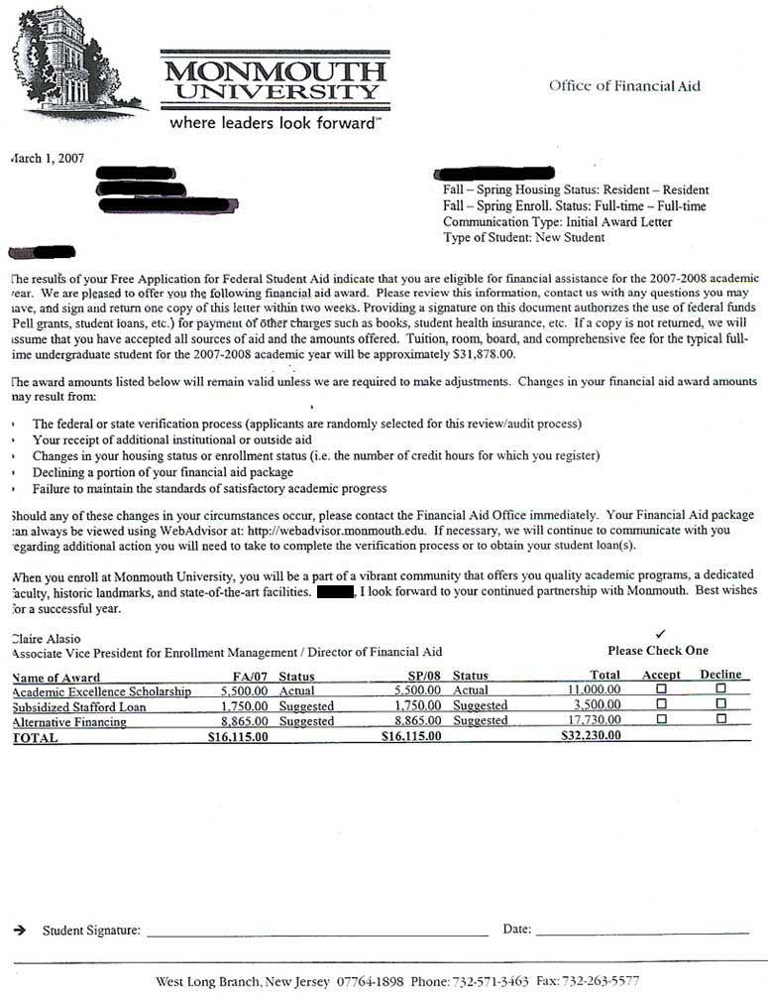 MONMOUTH
UNIVERSITY
where leaders look forward℠
Office of Financial Aid
March 1, 2007
Fall – Spring Housing Status: Resident – Resident
Fall – Spring Enroll. Status: Full-time – Full-time
Communication Type: Initial Award Letter
Type of Student: New Student
The results of your Free Application for Federal Student Aid indicate that you are eligible for financial assistance for the 2007-2008 academic
year. We are pleased to offer you the following financial aid award. Please review this information, contact us with any questions you may
have, and sign and return one copy of this letter within two weeks. Providing a signature on this document authorizes the use of federal funds
Pell grants, student loans, etc.) for payment of other charges such as books, student health insurance, etc. If a copy is not returned, we will
assume that you have accepted all sources of aid and the amounts offered. Tuition, room, board, and comprehensive fee for the typical full-
time undergraduate student for the 2007-2008 academic year will be approximately $31,878.00.
The award amounts listed below will remain valid unless we are required to make adjustments. Changes in your financial aid award amounts
may result from:
The federal or state verification process (applicants are randomly selected for this review/audit process)
Your receipt of additional institutional or outside aid
Changes in your housing status or enrollment status (i.e. the number of credit hours for which you register)
Declining a portion of your financial aid package
Failure to maintain the standards of satisfactory academic progress
Should any of these changes in your circumstances occur, please contact the Financial Aid Office immediately. Your Financial Aid package
can always be viewed using WebAdvisor at: http://webadvisor.monmouth.edu. If necessary, we will continue to communicate with you
regarding additional action you will need to take to complete the verification process or to obtain your student loan(s).
When you enroll at Monmouth University, you will be a part of a vibrant community that offers you quality academic programs, a dedicated
faculty, historic landmarks, and state-of-the-art facilities. , I look forward to your continued partnership with Monmouth. Best wishes
for a successful year.
Claire Alasio
Associate Vice President for Enrollment Management / Director of Financial Aid
✓
Please Check One
Name of Award FA/07 Status SP/08 Status Total Accept Decline
Academic Excellence Scholarship 5,500.00 Actual 5,500.00 Actual 11,000.00 ☐ ☐
Subsidized Stafford Loan 1,750.00 Suggested 1,750.00 Suggested 3,500.00 ☐ ☐
Alternative Financing 8,865.00 Suggested 8,865.00 Suggested 17,730.00 ☐ ☐
TOTAL $16,115.00 $16,115.00 $32,230.00
→ Student Signature: Date:
West Long Branch, New Jersey 07764-1898 Phone: 732-571-3463 Fax: 732-263-5577